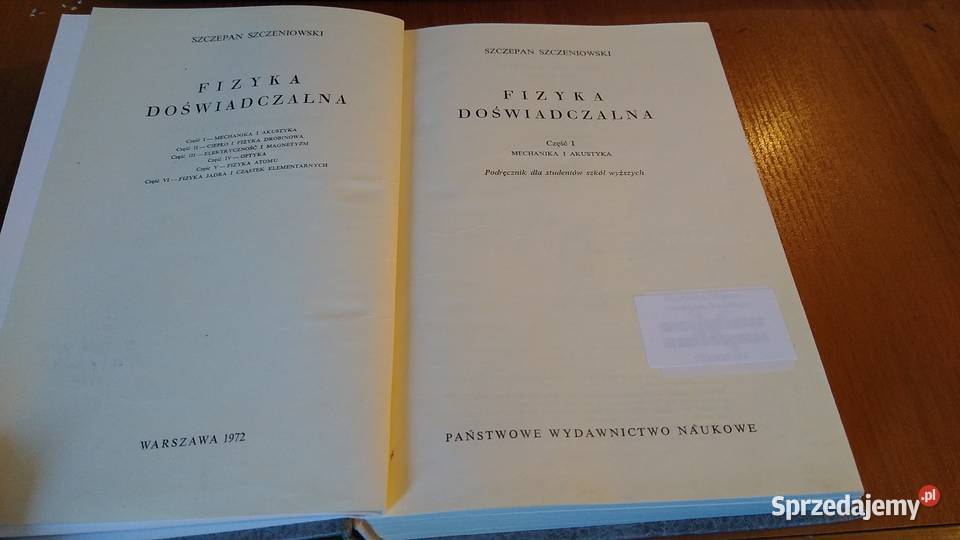 SZCZEPAN SZCZENIOWSKI
FIZYKA
DOŚWIADCZALNA
Część I — MECHANIKA I AKUSTYKA
Część II — CIEPŁO I FIZYKA DROBINOWA
Część III — ELEKTRYCZNOŚĆ I MAGNETYZM
Część IV — OPTYKA
Część V — FIZYKA ATOMU
Część VI — FIZYKA JĄDRA I CZĄSTEK ELEMENTARNYCH
WARSZAWA 1972
SZCZEPAN SZCZENIOWSKI
FIZYKA
DOŚWIADCZALNA
Część I
MECHANIKA I AKUSTYKA
Podręcznik dla studentów szkół wyższych
PAŃSTWOWE WYDAWNICTWO NAUKOWE
Sprzedajemy.pl